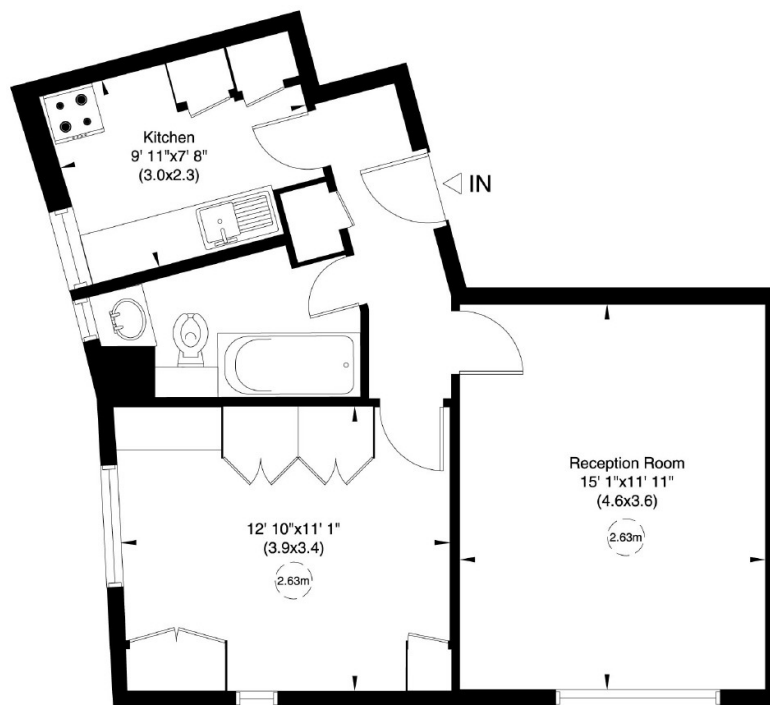 Kitchen
9' 11"x7' 8"
(3.0x2.3)
IN
Reception Room
15' 1"x11' 11"
(4.6x3.6)
2.63m
12' 10"x11' 1"
(3.9x3.4)
2.63m